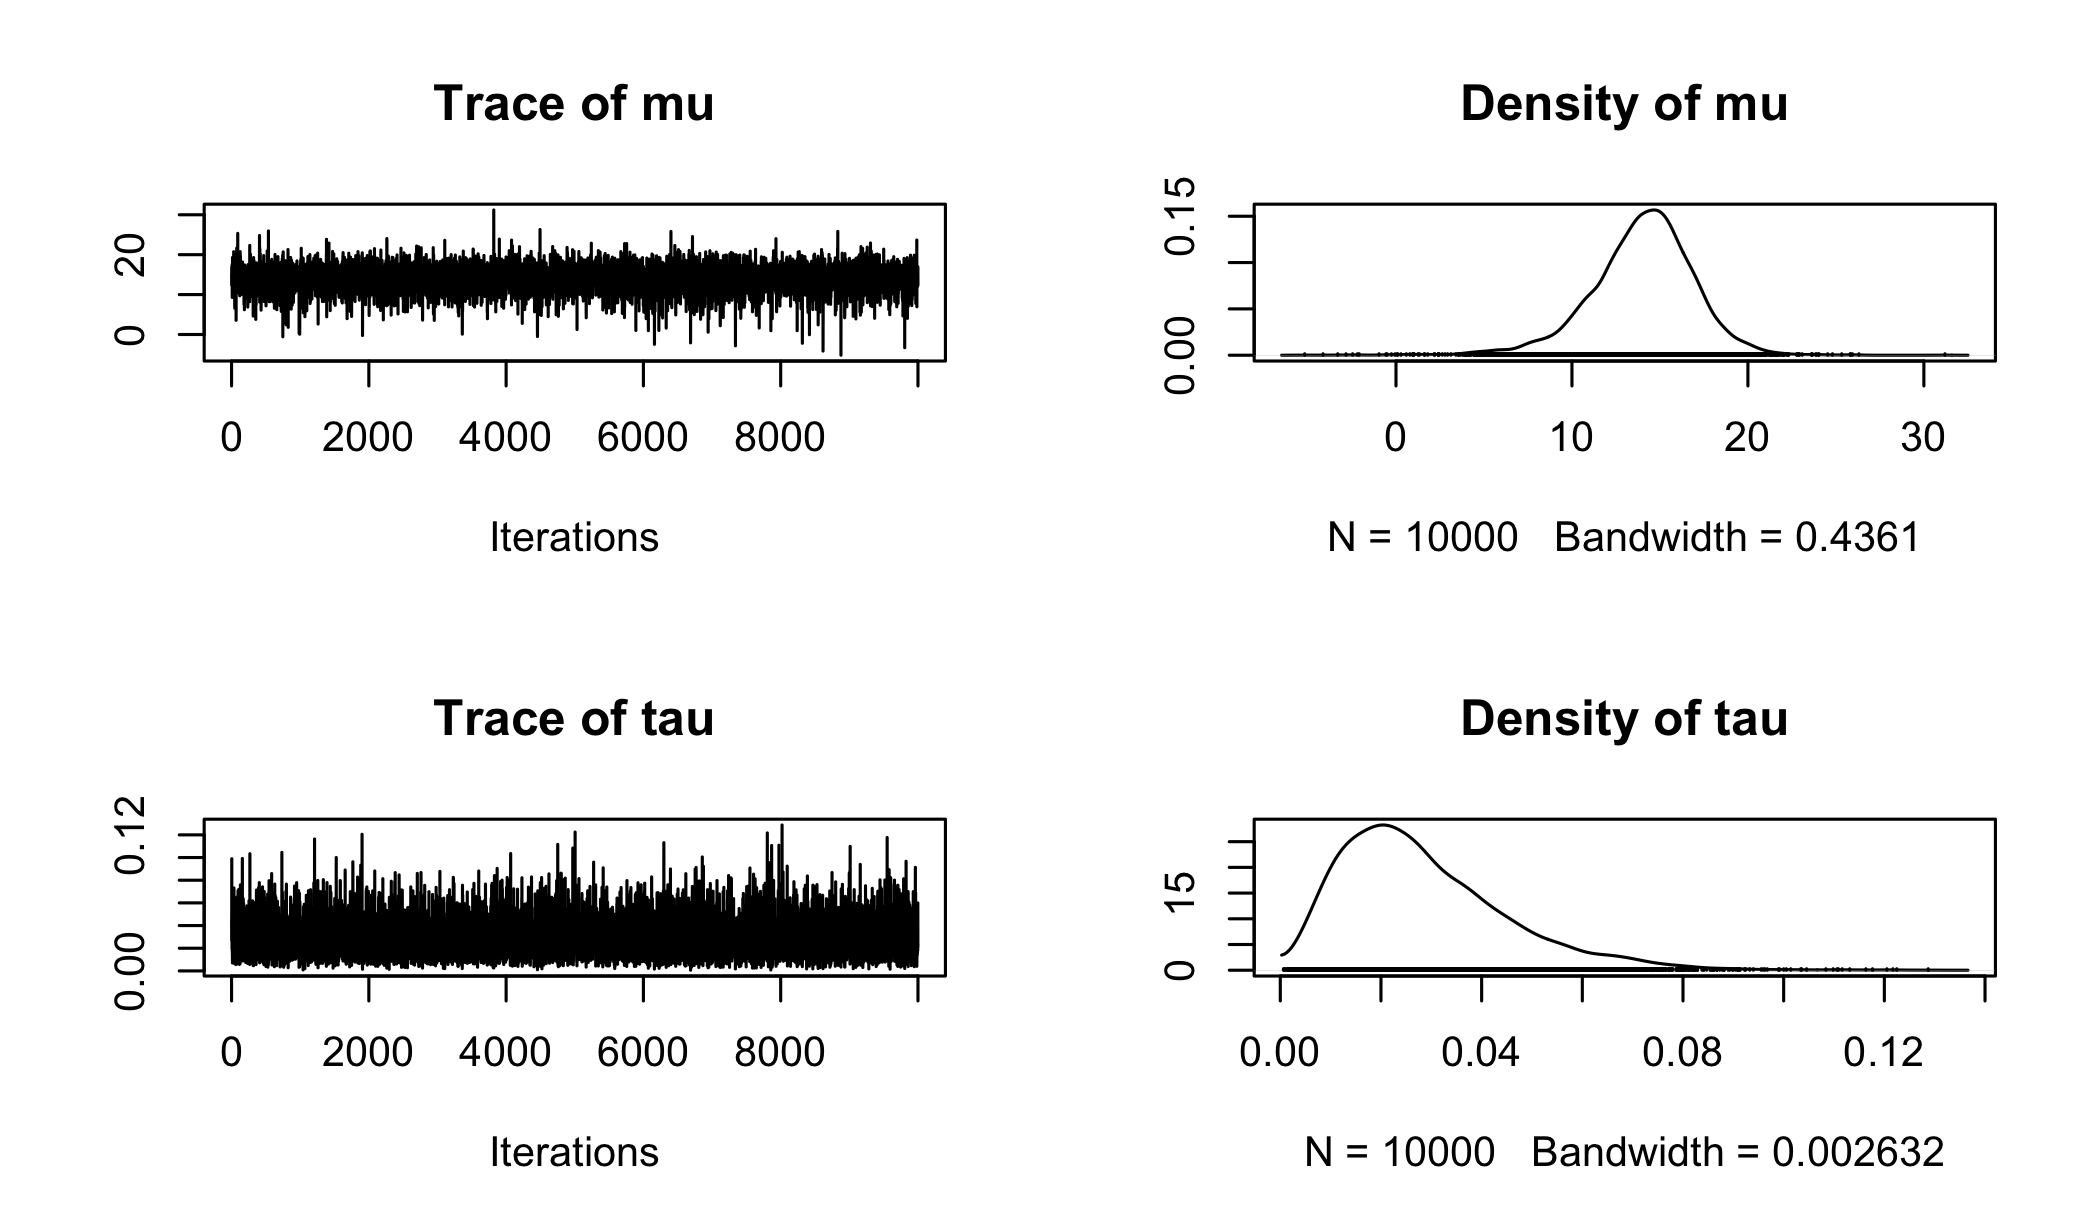 Trace of mu
20
0
0 2000 4000 6000 8000
Iterations
Density of mu
0.15
0.00
0 10 20 30
N = 10000 Bandwidth = 0.4361
Trace of tau
0.12
0.00
0 2000 4000 6000 8000
Iterations
Density of tau
15
0
0.00 0.04 0.08 0.12
N = 10000 Bandwidth = 0.002632